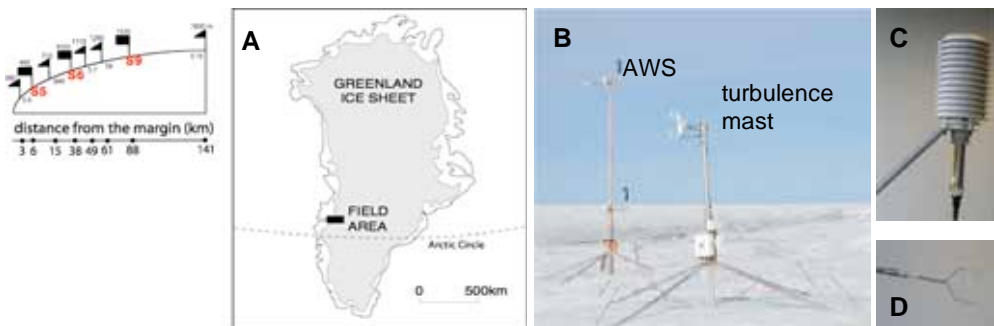 S5
S6
S9
distance from the margin (km)
3 6 15 38 49 61 88 141
A
GREENLAND
ICE SHEET
FIELD
AREA
Arctic Circle
0 500km
B
AWS
turbulence
mast
C
D